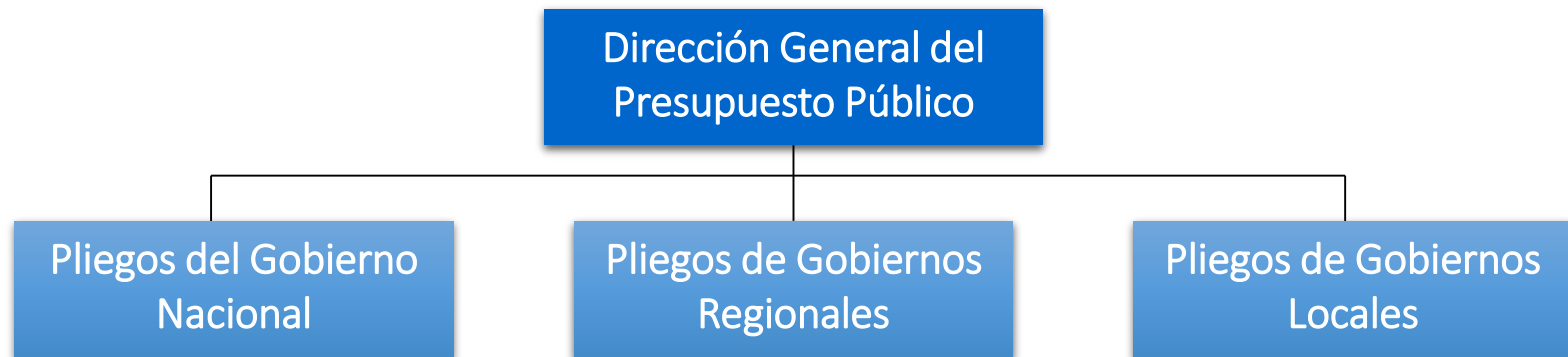 Dirección General del
Presupuesto Público
Pliegos del Gobierno
Nacional
Pliegos de Gobiernos
Regionales
Pliegos de Gobiernos
Locales